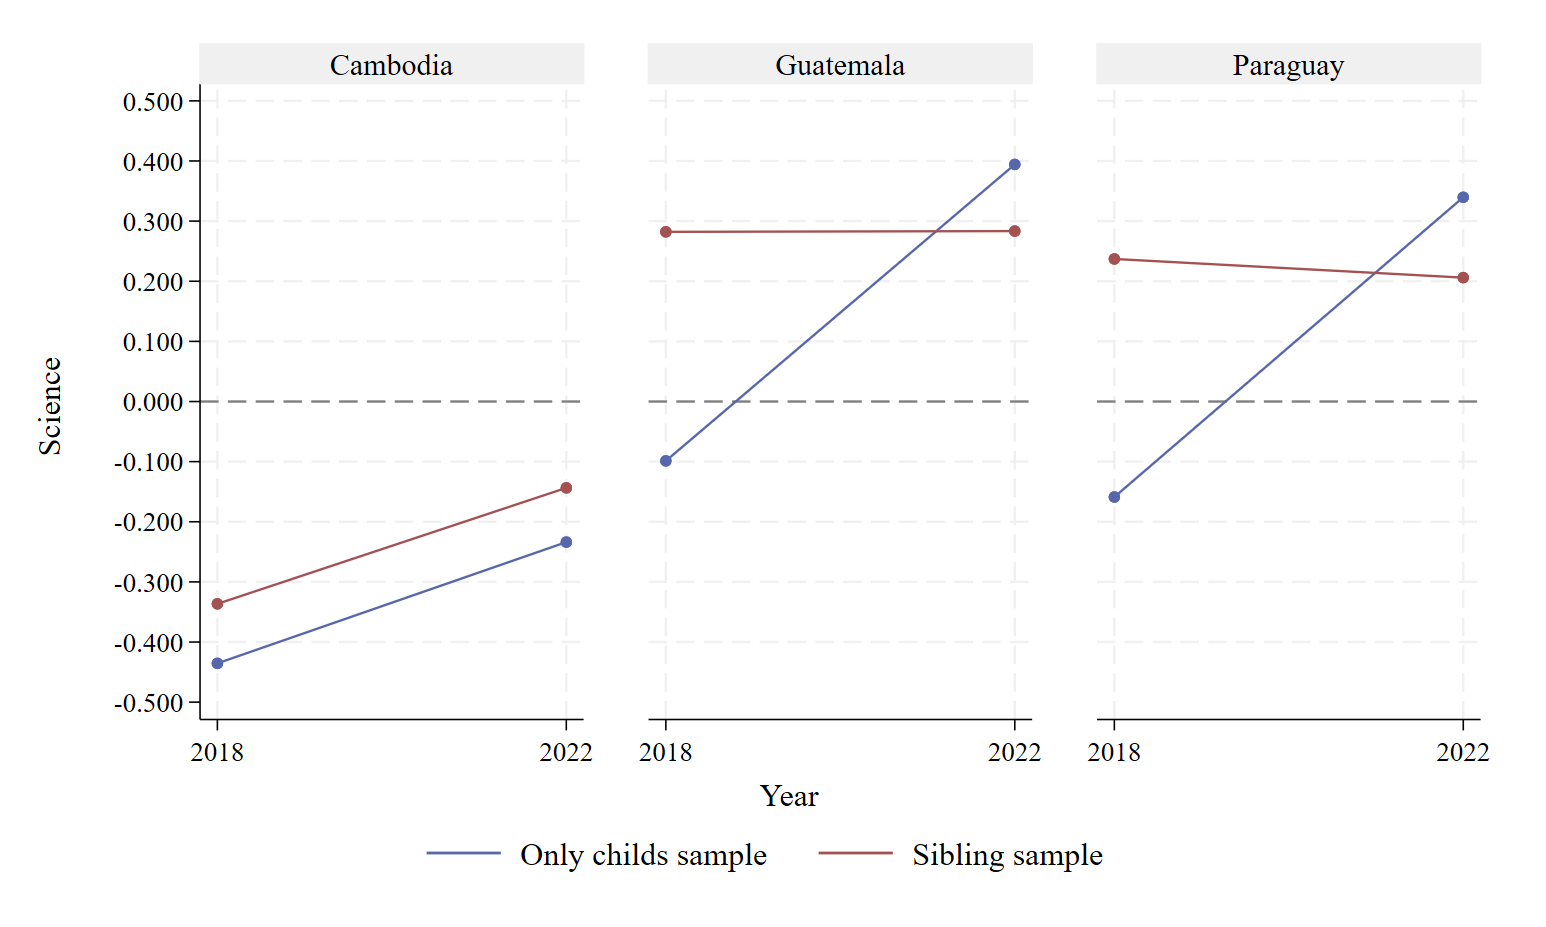 Cambodia
Guatemala
Paraguay
0.500
0.400
0.300
0.200
0.100
0.000
-0.100
-0.200
-0.300
-0.400
-0.500
Science
2018
2022
2018
2022
2018
2022
Year
Only childs sample
Sibling sample